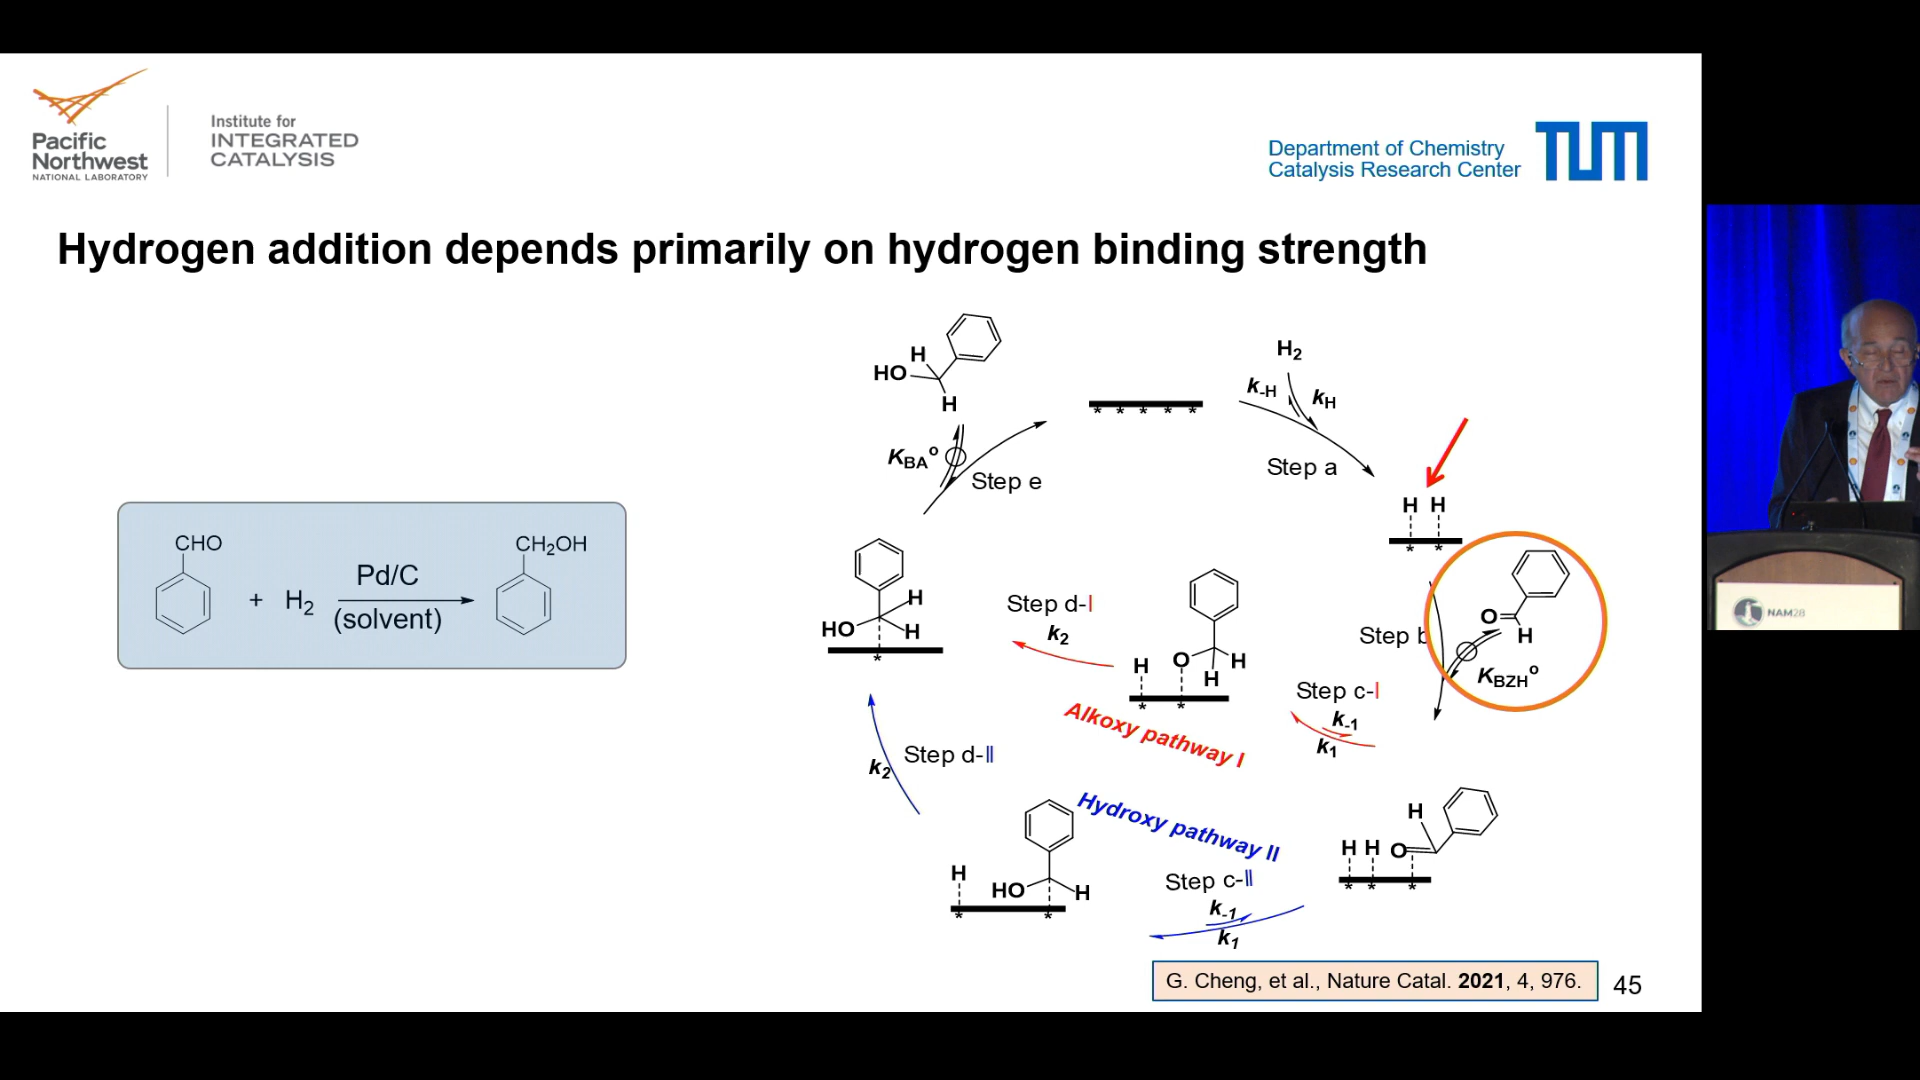 Pacific
Northwest
NATIONAL LABORATORY
Institute for
INTEGRATED
CATALYSIS
Department of Chemistry
Catalysis Research Center
TUM
Hydrogen addition depends primarily on hydrogen binding strength
CHO
+ H2
Pd/C
(solvent)
CH2OH
H
HO
H
KBA°
Step e
* * * * *
H2
k-H
kH
Step a
H H
* *
O
H
Step b
KBZH°
H
HO
H
*
Step d-I
k2
H
O
H
H
* *
Alkoxy pathway I
Step c-I
k-1
k1
Step d-II
k2
Hydroxy pathway II
H
HO
H
* *
Step c-II
k-1
k1
H
H H O
* * *
G. Cheng, et al., Nature Catal. 2021, 4, 976.
45
NAM28